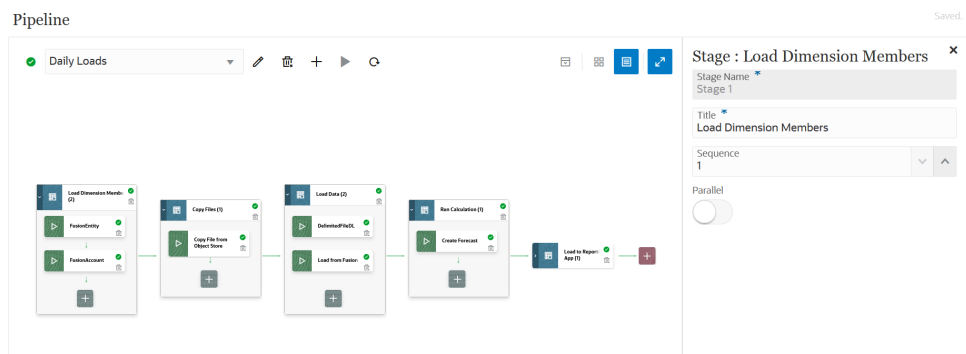 Pipeline
Saved.
Daily Loads
Stage : Load Dimension Members
Stage Name *
Stage 1
Title *
Load Dimension Members
Sequence
1
Parallel
Load Dimension Membe
(2)
FusionEntity
FusionAccount
Copy Files (1)
Copy File from
Object Store
Load Data (2)
DelimitedFileDL
Load from Fusion
Run Calculation (1)
Create Forecast
Load to Report
App (1)